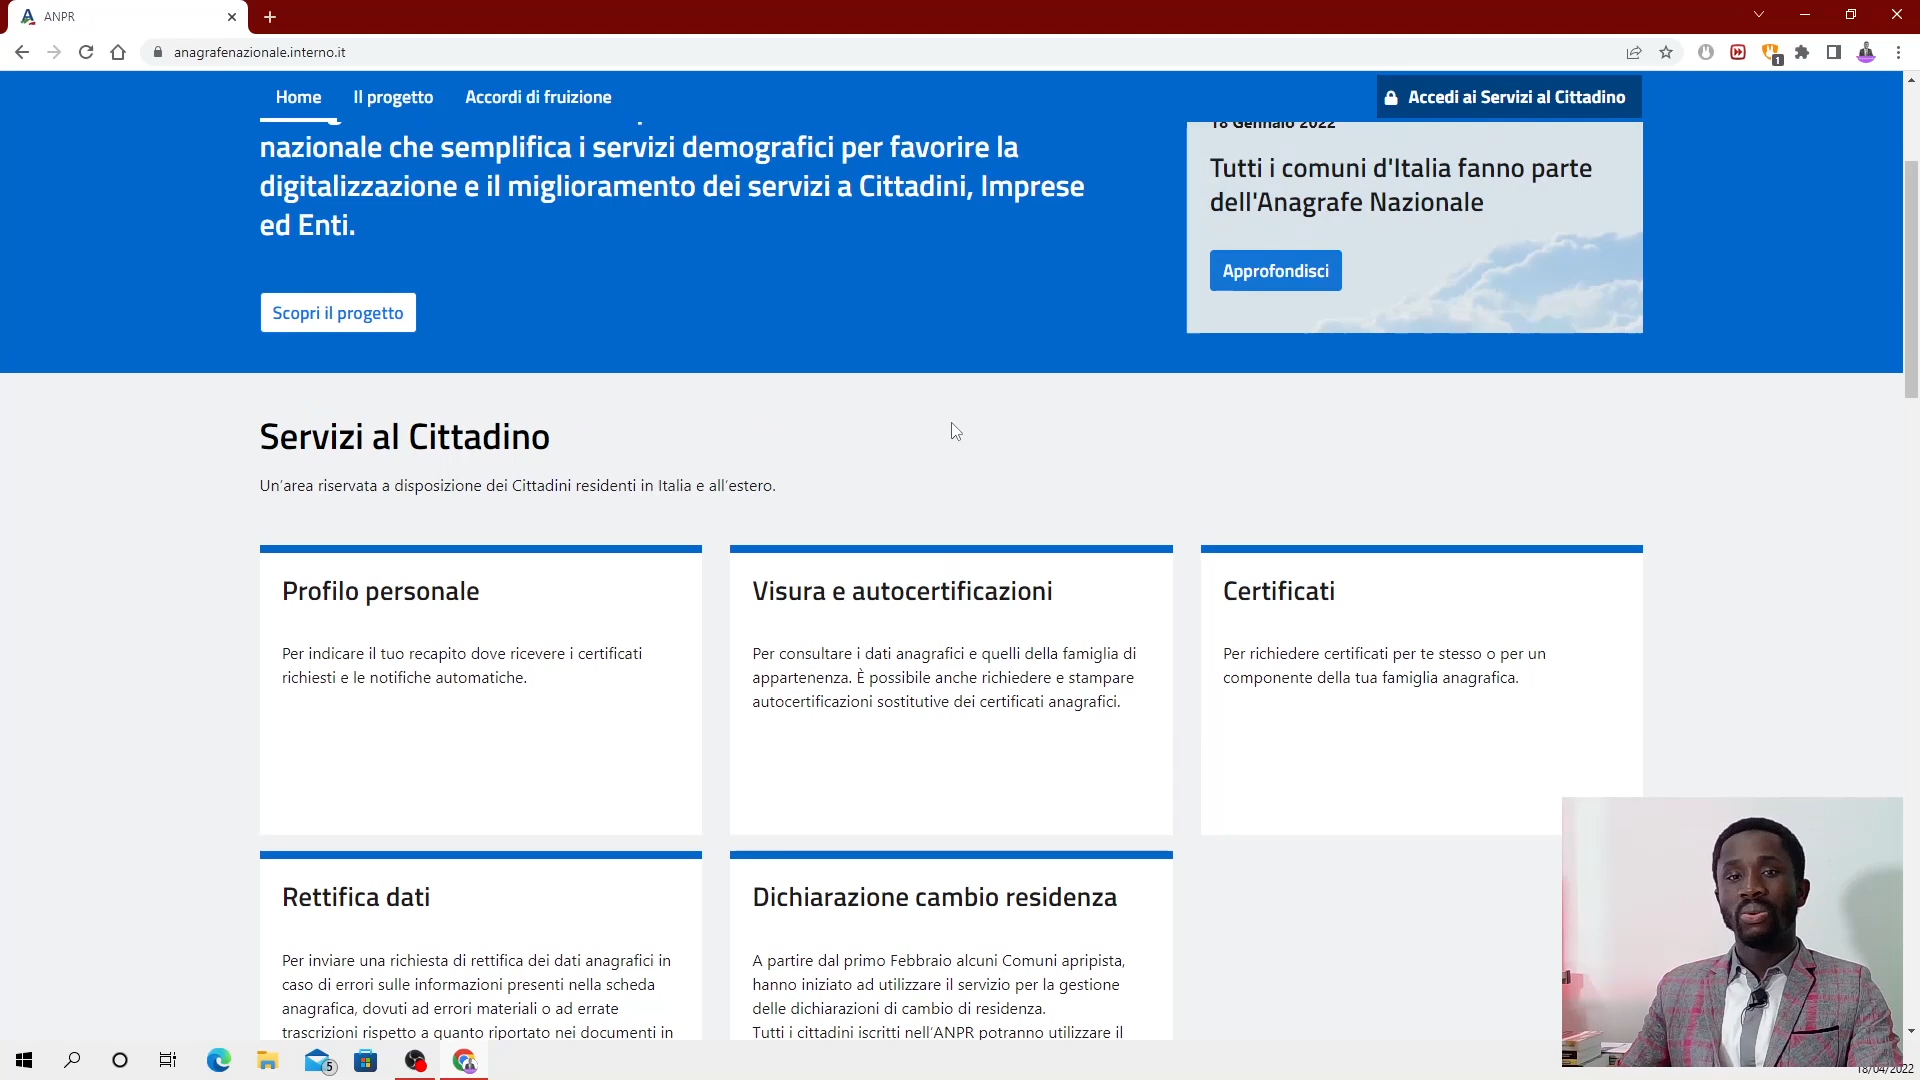 ANPR
anagrafenazionale.interno.it
1
Home
Il progetto
Accordi di fruizione
Accedi ai Servizi al Cittadino
nazionale che semplifica i servizi demografici per favorire la
digitalizzazione e il miglioramento dei servizi a Cittadini, Imprese
ed Enti.
Scopri il progetto
18 Gennaio 2022
Tutti i comuni d'Italia fanno parte
dell'Anagrafe Nazionale
Approfondisci
Servizi al Cittadino
Un'area riservata a disposizione dei Cittadini residenti in Italia e all'estero.
Profilo personale
Per indicare il tuo recapito dove ricevere i certificati
richiesti e le notifiche automatiche.
Visura e autocertificazioni
Per consultare i dati anagrafici e quelli della famiglia di
appartenenza. È possibile anche richiedere e stampare
autocertificazioni sostitutive dei certificati anagrafici.
Certificati
Per richiedere certificati per te stesso o per un
componente della tua famiglia anagrafica.
Rettifica dati
Per inviare una richiesta di rettifica dei dati anagrafici in
caso di errori sulle informazioni presenti nella scheda
anagrafica, dovuti ad errori materiali o ad errate
trascrizioni rispetto a quanto riportato nei documenti in
Dichiarazione cambio residenza
A partire dal primo Febbraio alcuni Comuni apripista,
hanno iniziato ad utilizzare il servizio per la gestione
delle dichiarazioni di cambio di residenza.
Tutti i cittadini iscritti nell'ANPR potranno utilizzare il
5
18/04/2022